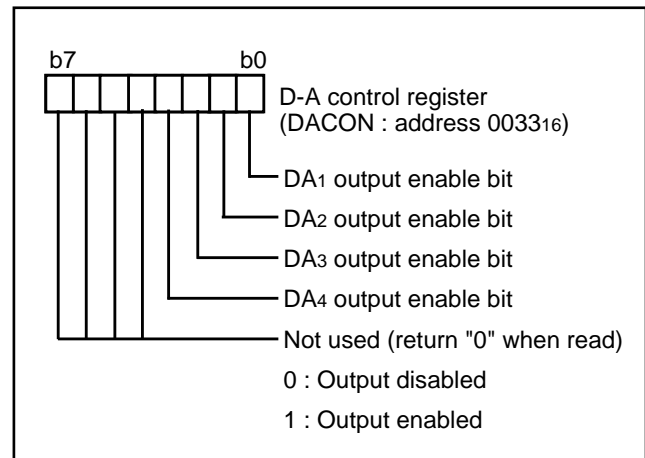 b7 b0
D-A control register
(DACON : address 003316)
DA1 output enable bit
DA2 output enable bit
DA3 output enable bit
DA4 output enable bit
Not used (return "0" when read)
0 : Output disabled
1 : Output enabled